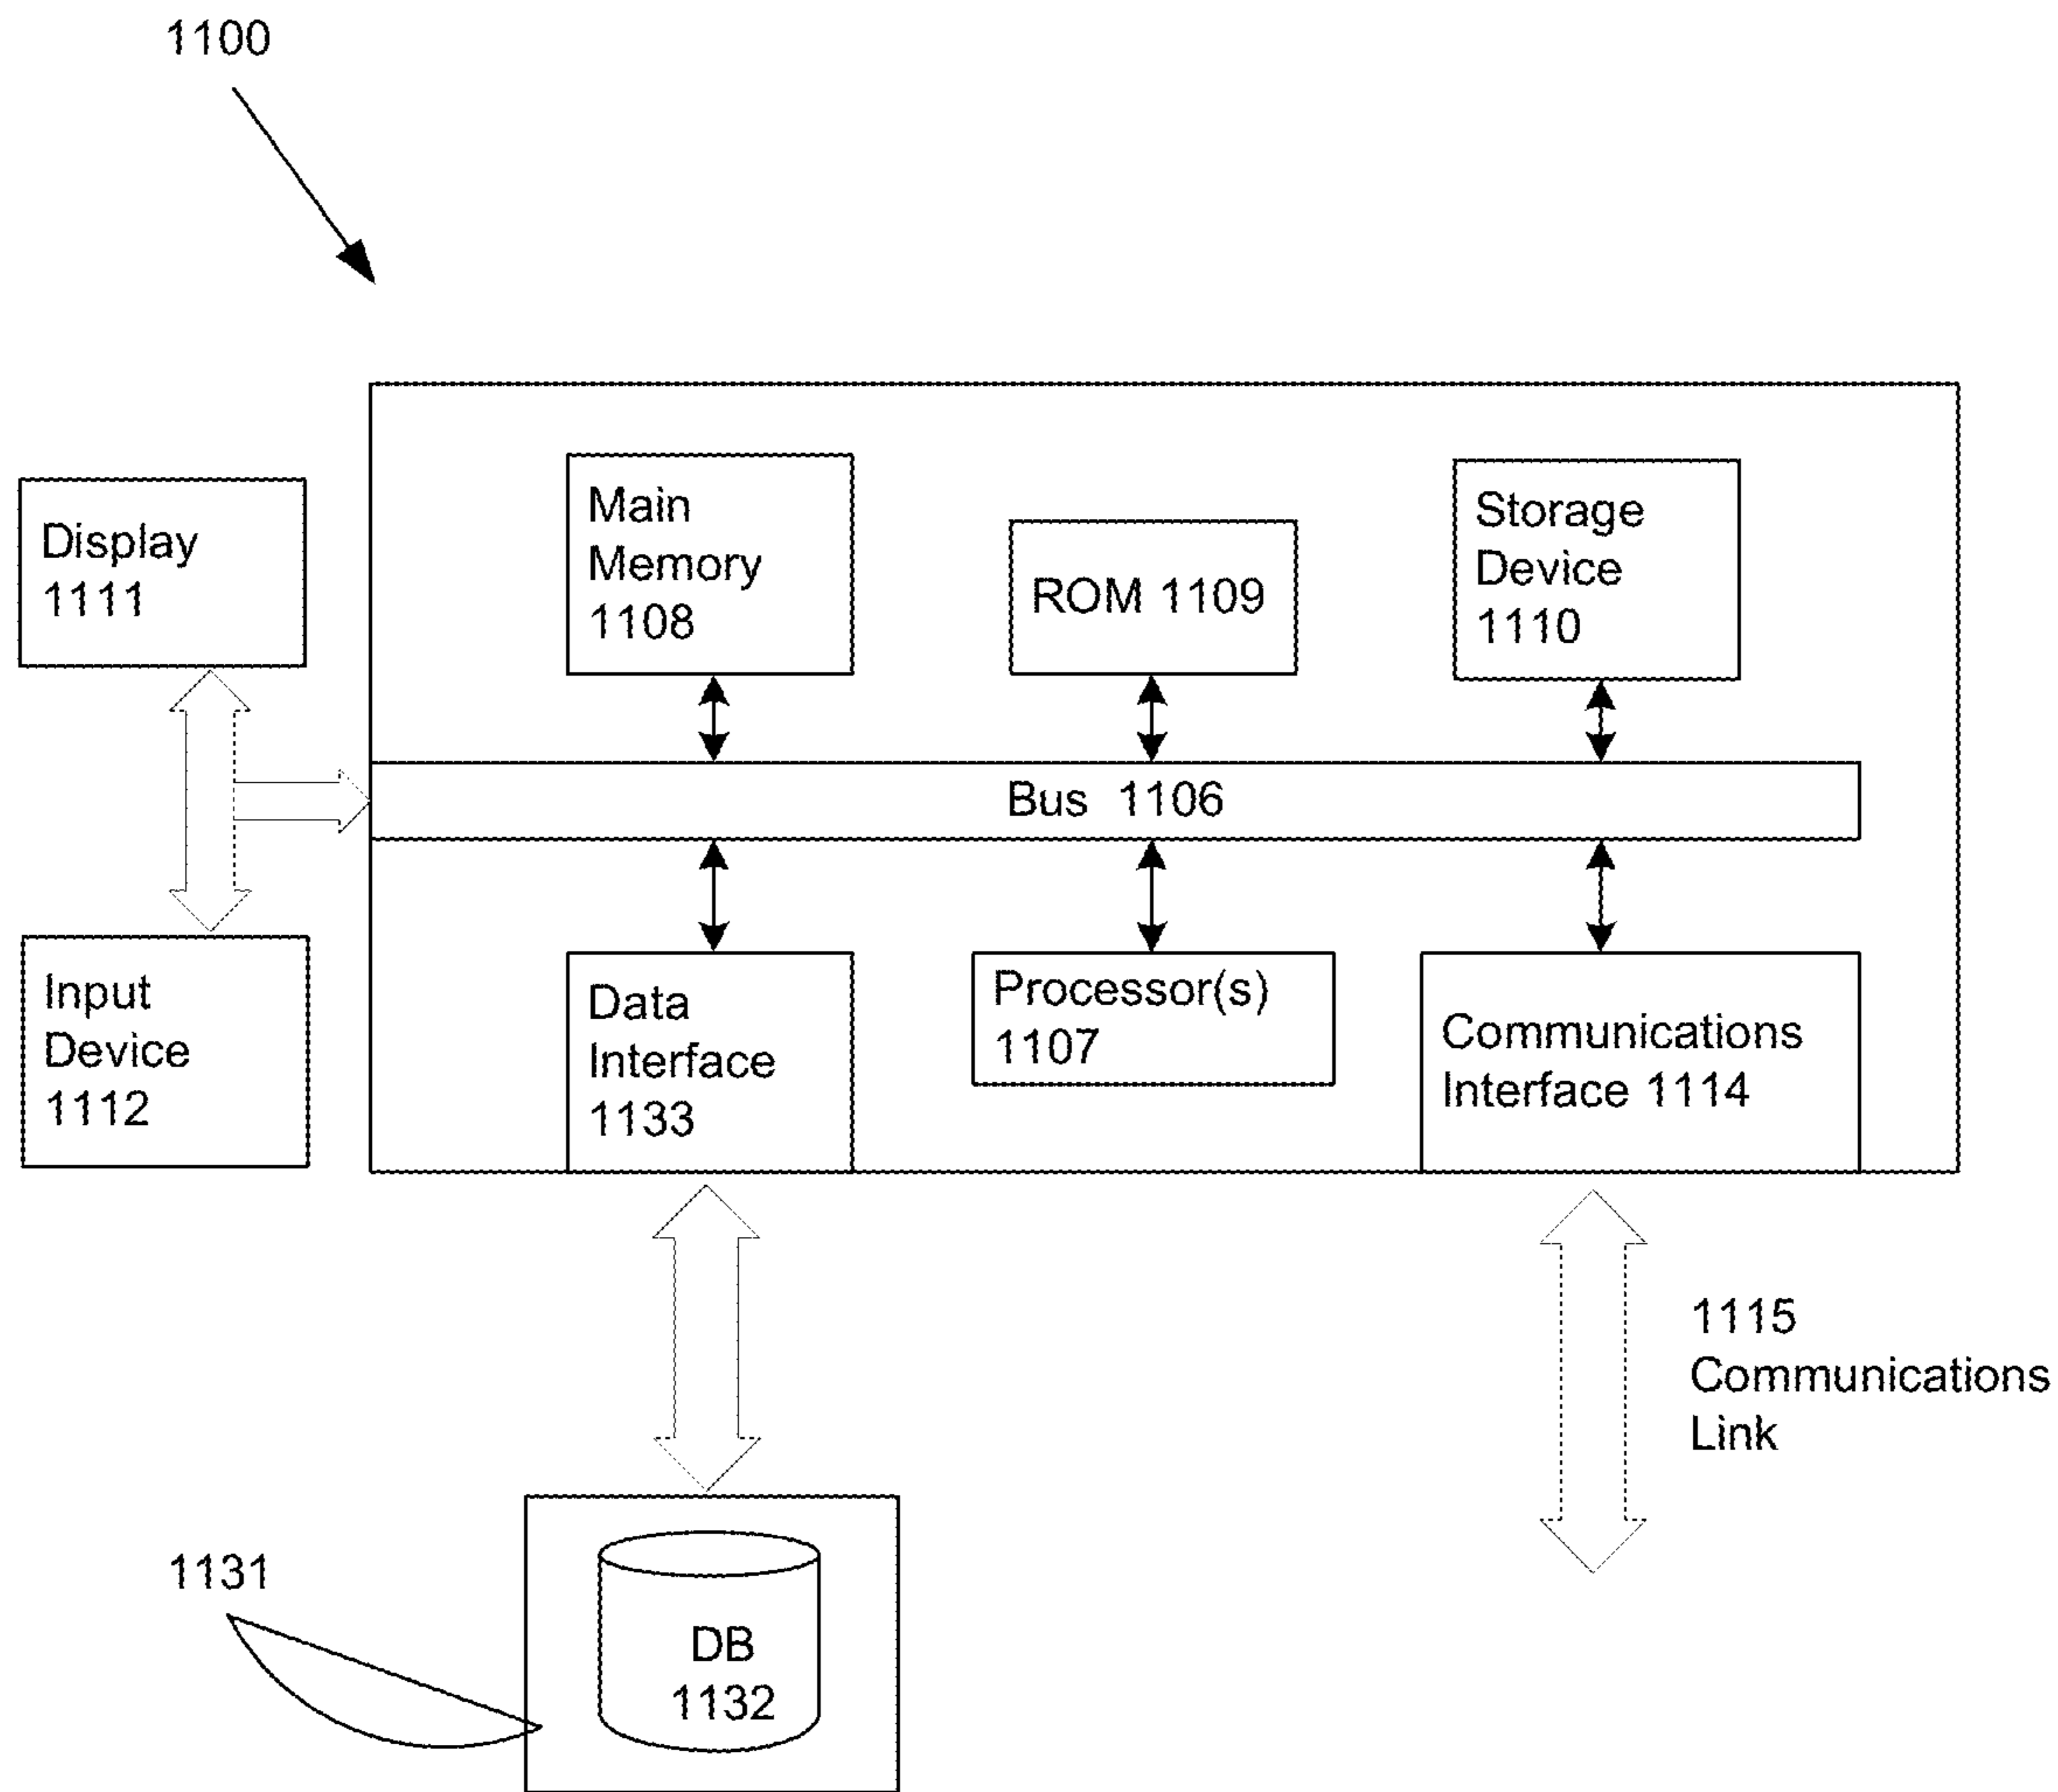 1100
Display
1111
Main
Memory
1108
ROM 1109
Storage
Device
1110
Bus 1106
Input
Device
1112
Data
Interface
1133
Processor(s)
1107
Communications
Interface 1114
1115
Communications
Link
1131
DB
1132